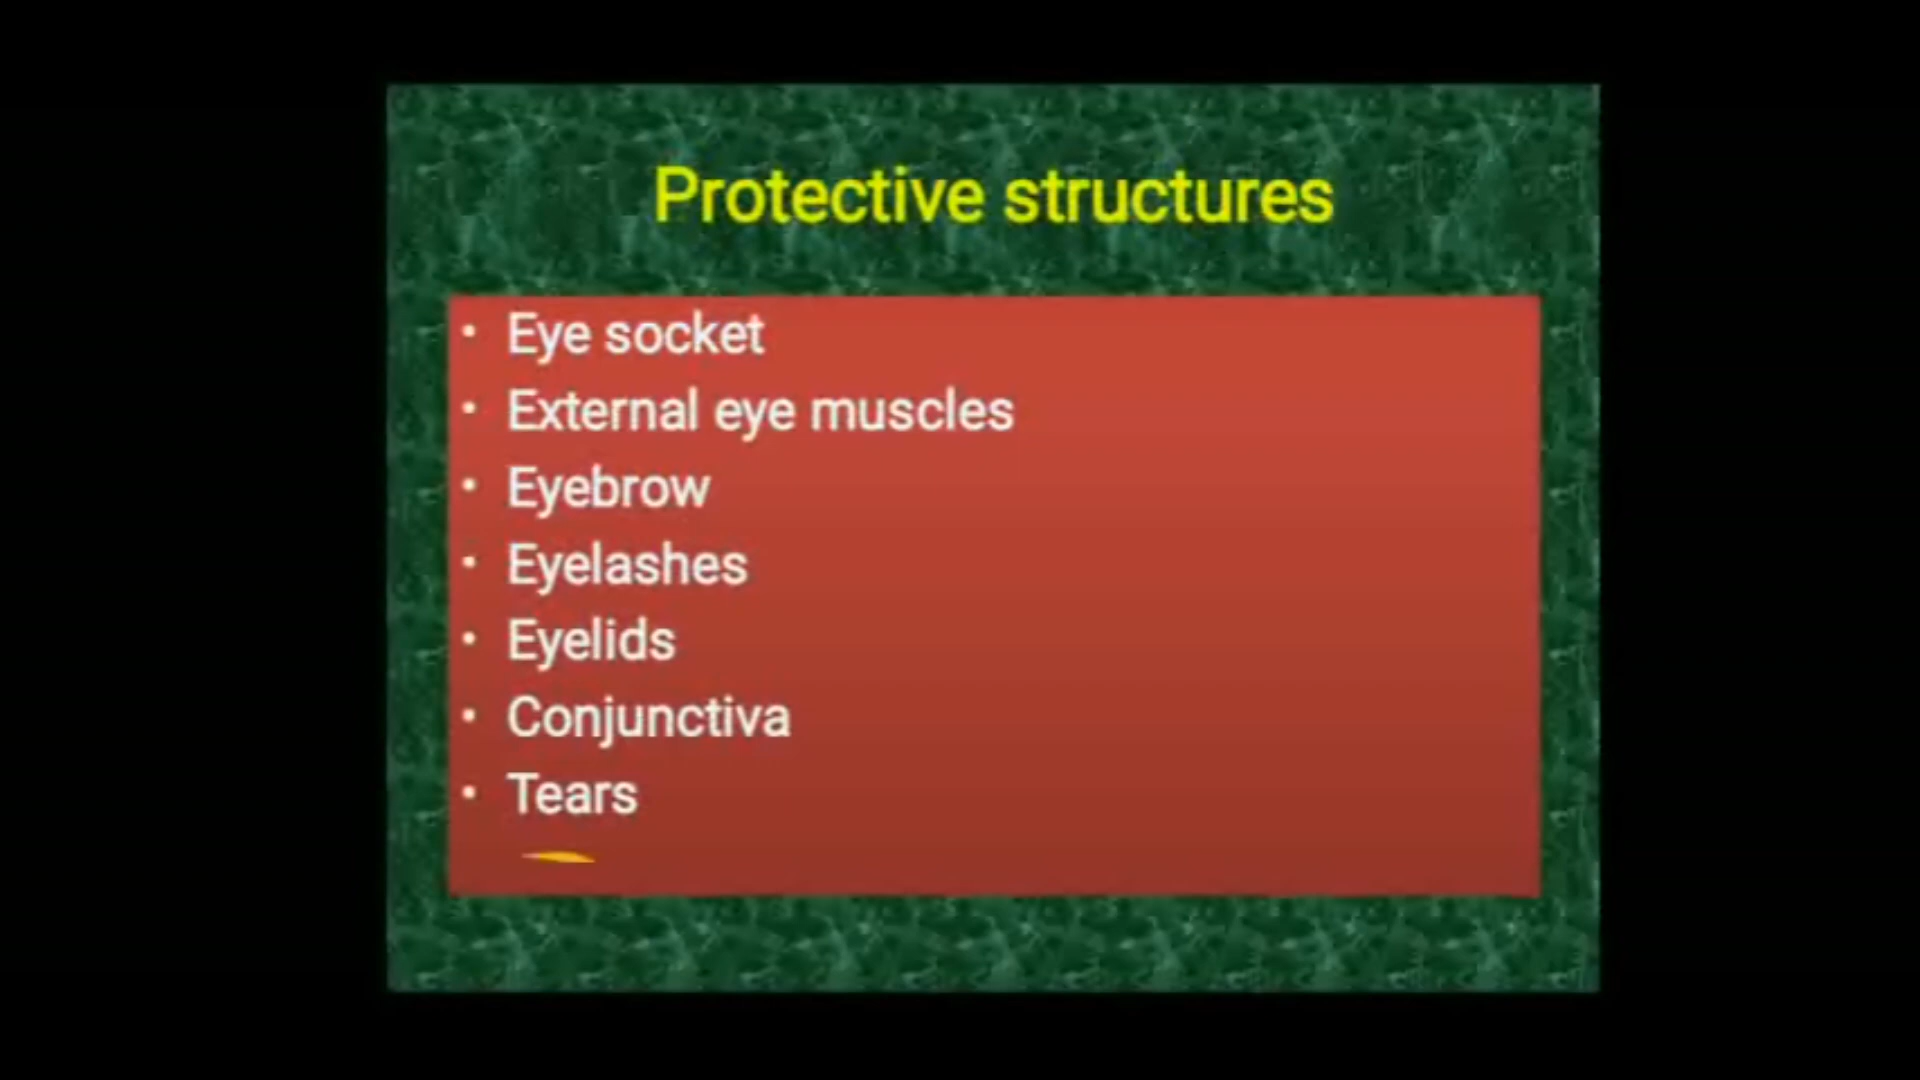 Protective structures
• Eye socket
• External eye muscles
• Eyebrow
• Eyelashes
• Eyelids
• Conjunctiva
• Tears